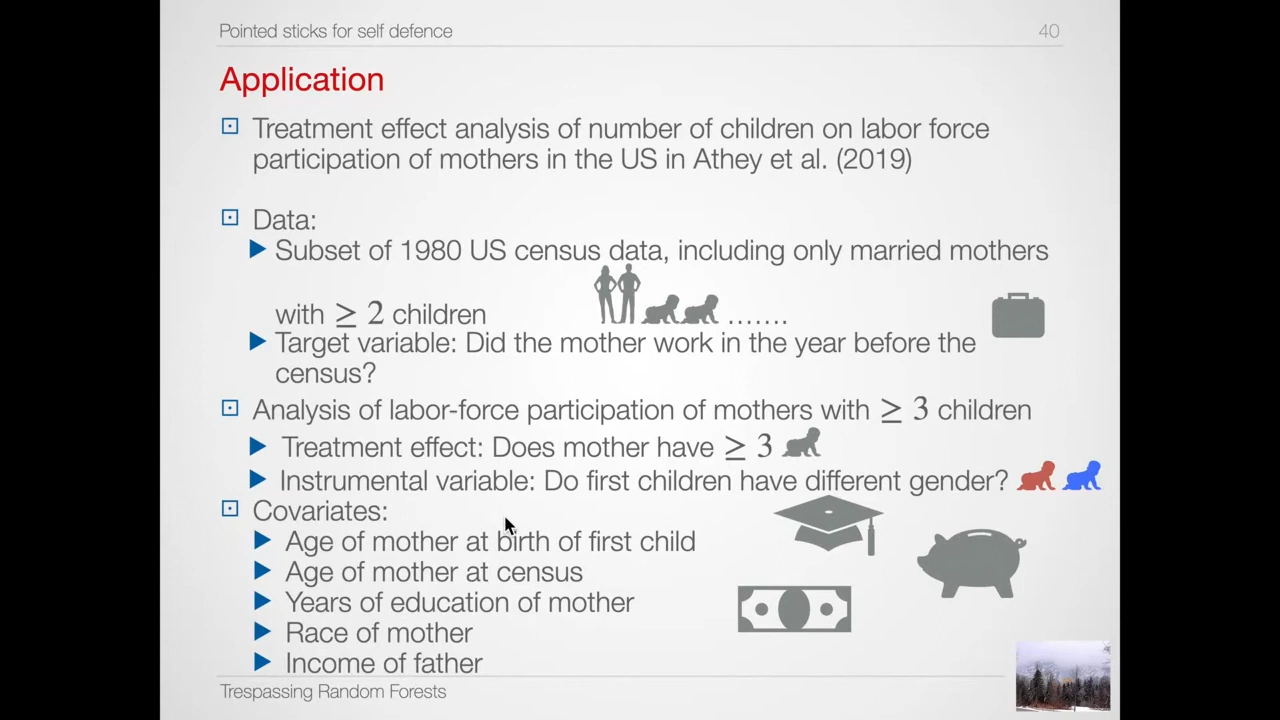 Pointed sticks for self defence
40
Application
Treatment effect analysis of number of children on labor force
participation of mothers in the US in Athey et al. (2019)
Data:
Subset of 1980 US census data, including only married mothers
with ≥ 2 children
.......
Target variable: Did the mother work in the year before the
census?
Analysis of labor-force participation of mothers with ≥ 3 children
Treatment effect: Does mother have ≥ 3
Instrumental variable: Do first children have different gender?
Covariates:
Age of mother at birth of first child
Age of mother at census
Years of education of mother
Race of mother
Income of father
Trespassing Random Forests